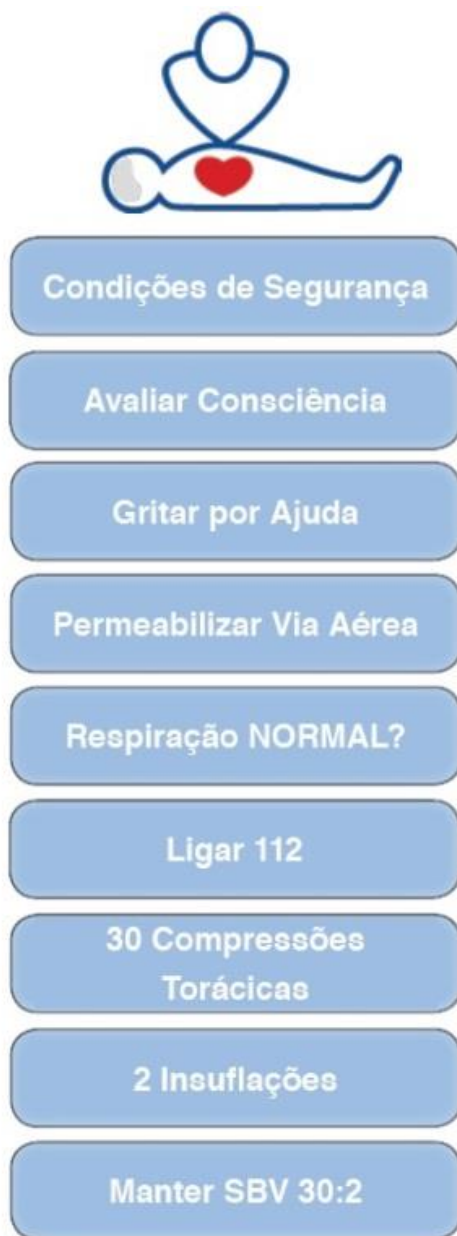 Condições de Segurança
Avaliar Consciência
Gritar por Ajuda
Permeabilizar Via Aérea
Respiração NORMAL?
Ligar 112
30 Compressões
Torácicas
2 Insuflações
Manter SBV 30:2